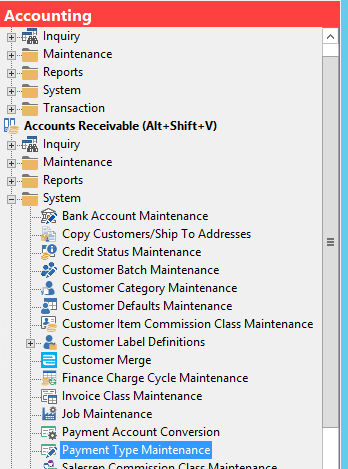 Accounting
Inquiry
Maintenance
Reports
System
Transaction
Accounts Receivable (Alt+Shift+V)
Inquiry
Maintenance
Reports
System
Bank Account Maintenance
Copy Customers/Ship To Addresses
Credit Status Maintenance
Customer Batch Maintenance
Customer Category Maintenance
Customer Defaults Maintenance
Customer Item Commission Class Maintenance
Customer Label Definitions
Customer Merge
Finance Charge Cycle Maintenance
Invoice Class Maintenance
Job Maintenance
Payment Account Conversion
Payment Type Maintenance
Salesrep Commission Class Maintenance